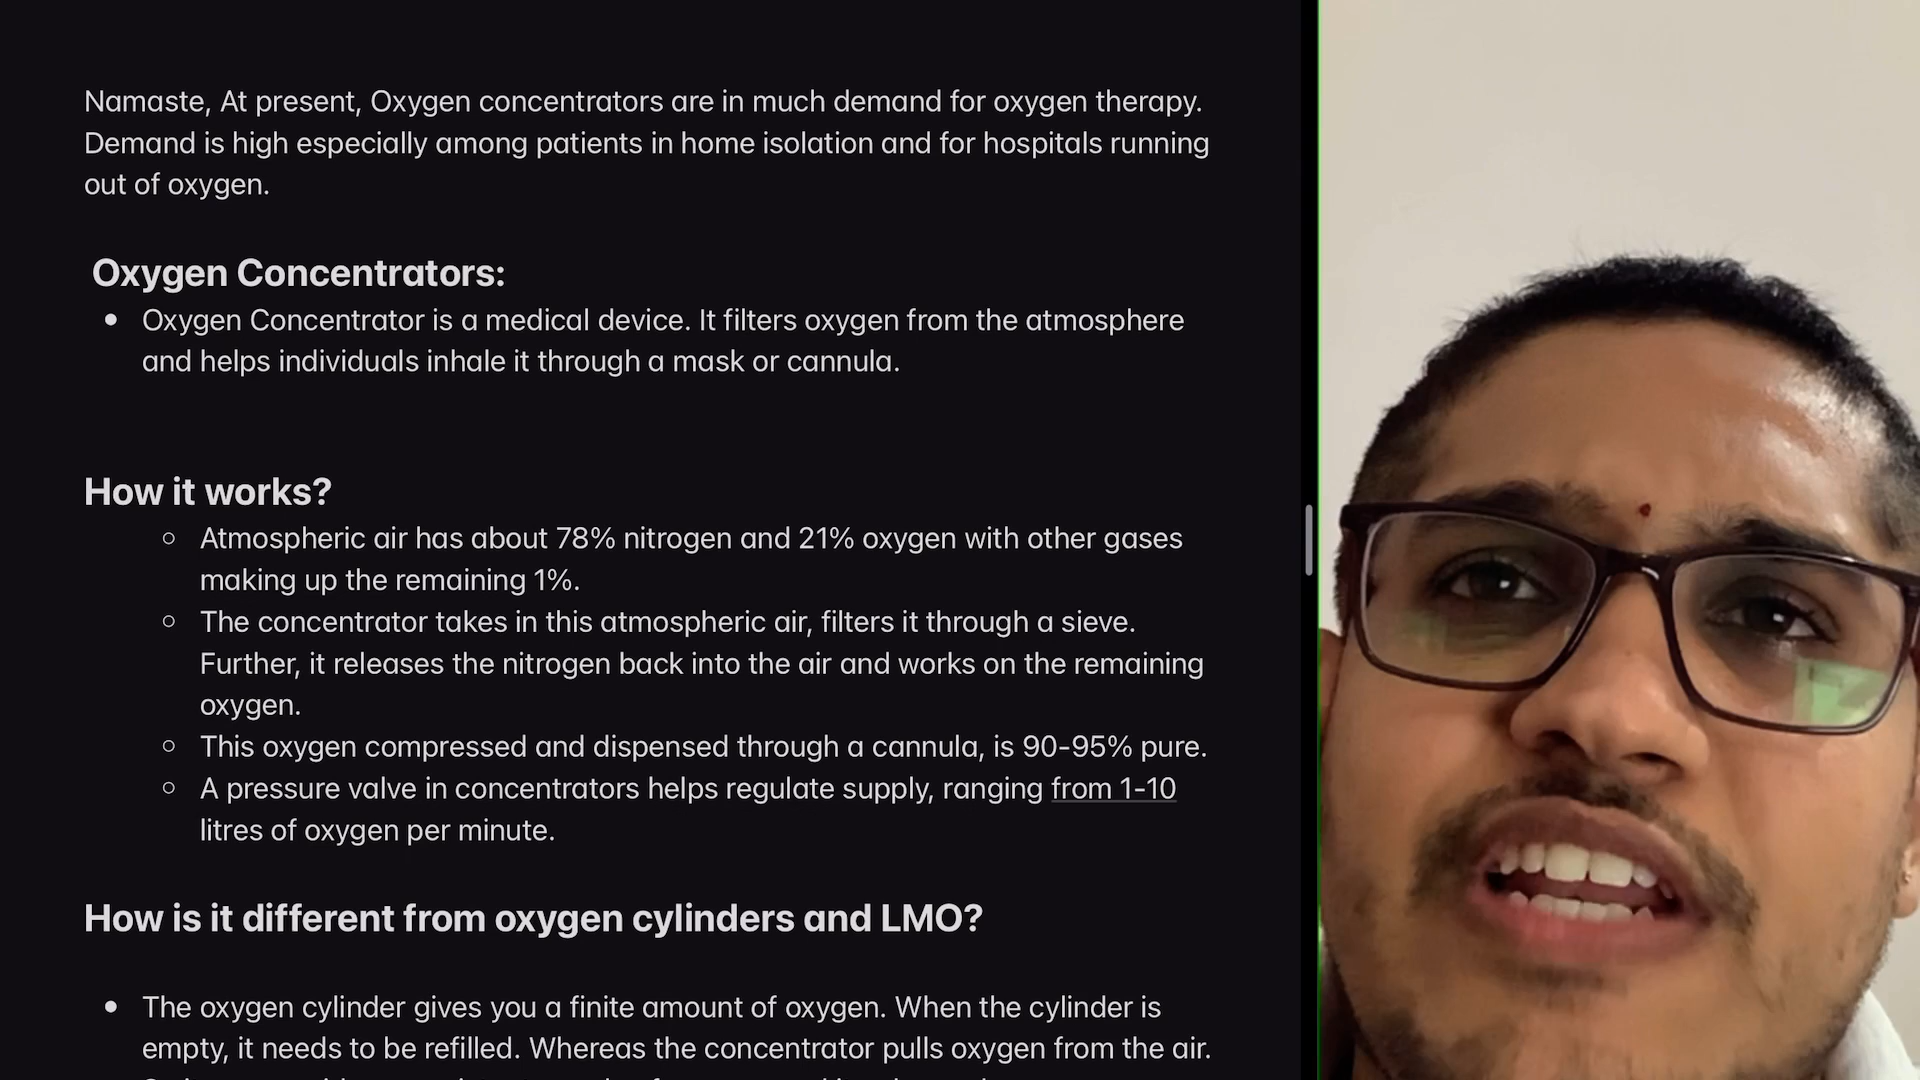 Namaste, At present, Oxygen concentrators are in much demand for oxygen therapy.
Demand is high especially among patients in home isolation and for hospitals running
out of oxygen.
Oxygen Concentrators:
• Oxygen Concentrator is a medical device. It filters oxygen from the atmosphere
and helps individuals inhale it through a mask or cannula.
How it works?
○ Atmospheric air has about 78% nitrogen and 21% oxygen with other gases
making up the remaining 1%.
○ The concentrator takes in this atmospheric air, filters it through a sieve.
Further, it releases the nitrogen back into the air and works on the remaining
oxygen.
○ This oxygen compressed and dispensed through a cannula, is 90-95% pure.
○ A pressure valve in concentrators helps regulate supply, ranging from 1-10
litres of oxygen per minute.
How is it different from oxygen cylinders and LMO?
• The oxygen cylinder gives you a finite amount of oxygen. When the cylinder is
empty, it needs to be refilled. Whereas the concentrator pulls oxygen from the air.